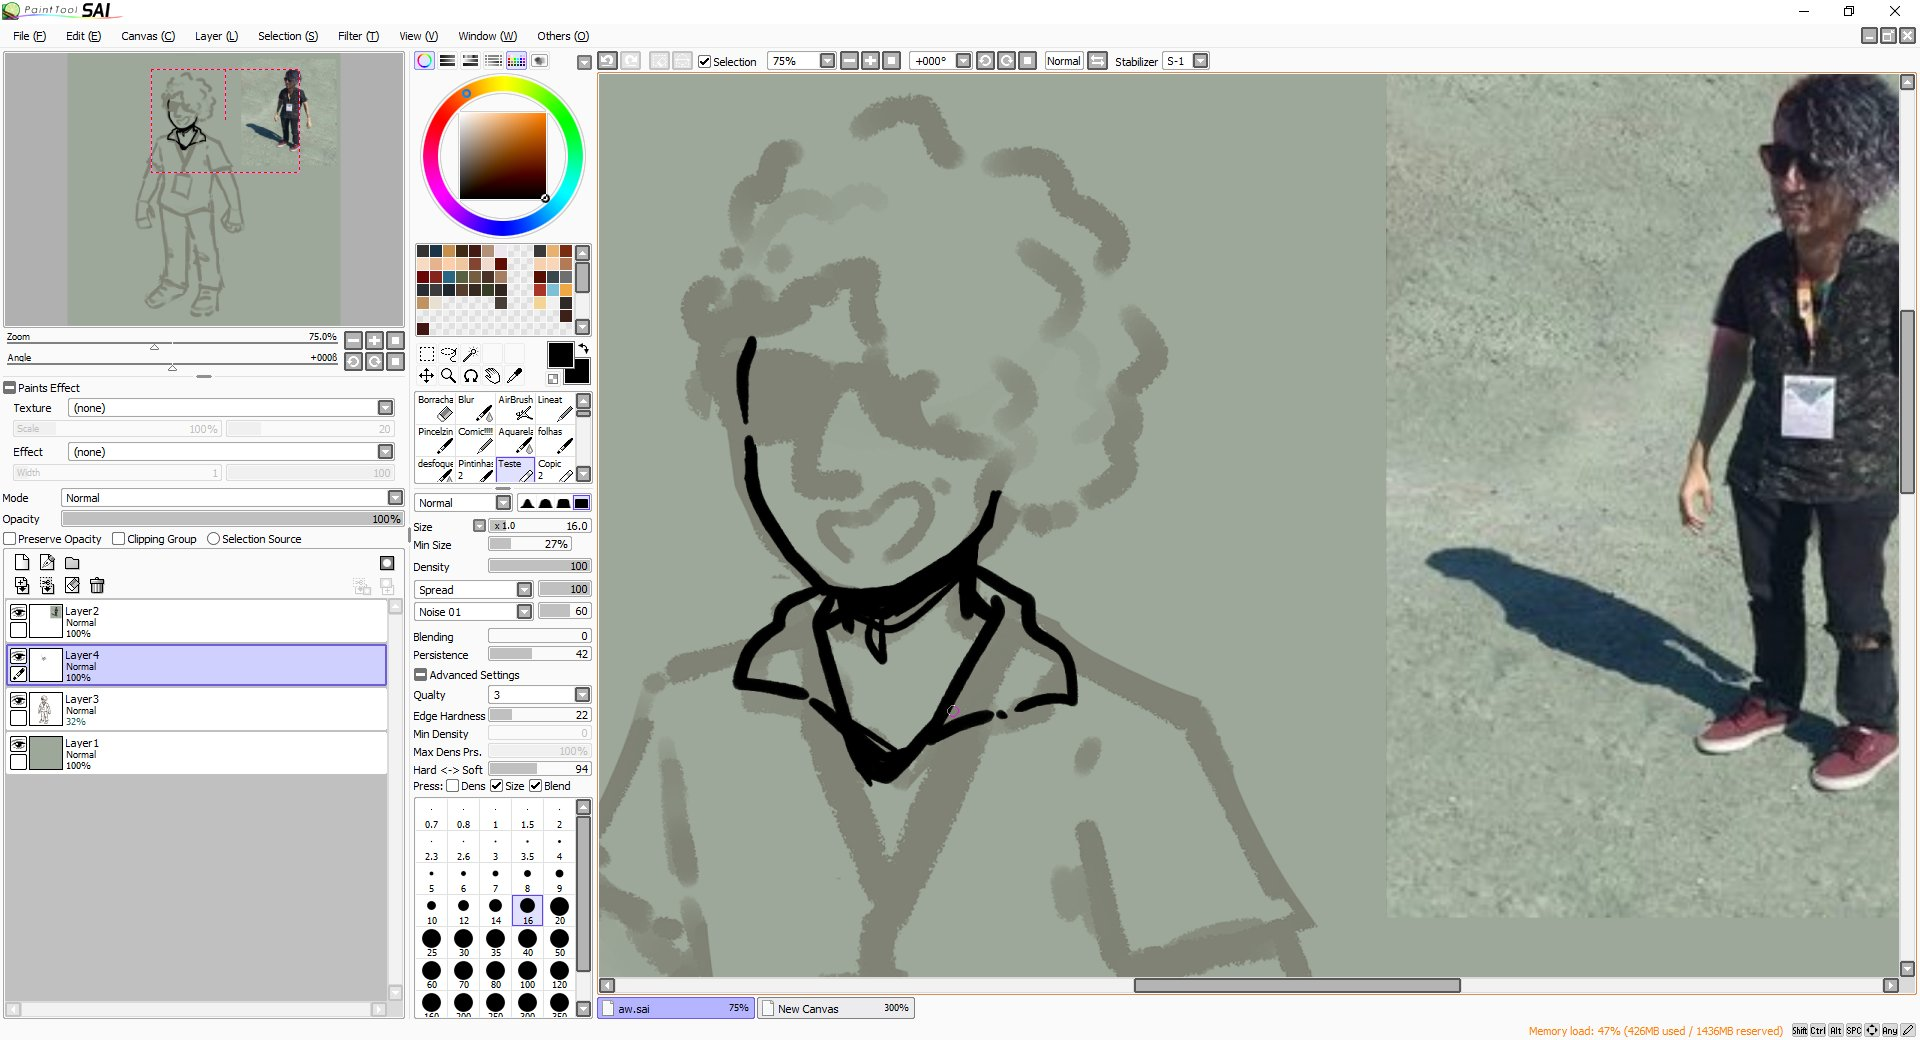 PaintTool SAI
File (F) Edit (E) Canvas (C) Layer (L) Selection (S) Filter (T) View (V) Window (W) Others (O)
Selection 75% +000° Normal Stabilizer S-1
Zoom 75.0%
Angle +000ß
Paints Effect
Texture (none)
Scale 100% 20
Effect (none)
Width 1 100
Mode Normal
Opacity 100%
Preserve Opacity Clipping Group Selection Source
Layer2
Normal
100%
Layer4
Normal
100%
Layer3
Normal
32%
Layer1
Normal
100%
Borracha Blur AirBrush Lineat
Pincelzin Comic!!!! Aquarela folhas
desfoque Pintinhas 2 Teste Copic 2
Normal
Size x 1.0 16.0
Min Size 27%
Density 100
Spread 100
Noise 01 60
Blending 0
Persistence 42
Advanced Settings
Qualty 3
Edge Hardness 22
Min Density 0
Max Dens Prs. 100%
Hard <-> Soft 94
Press: Dens Size Blend
0.7 0.8 1 1.5 2
2.3 2.6 3 3.5 4
5 6 7 8 9
10 12 14 16 20
25 30 35 40 50
60 70 80 100 120
160 200 250 300 350
aw.sai 75% New Canvas 300%
Memory load: 47% (426MB used / 1436MB reserved) Shift Ctrl Alt SPC Any